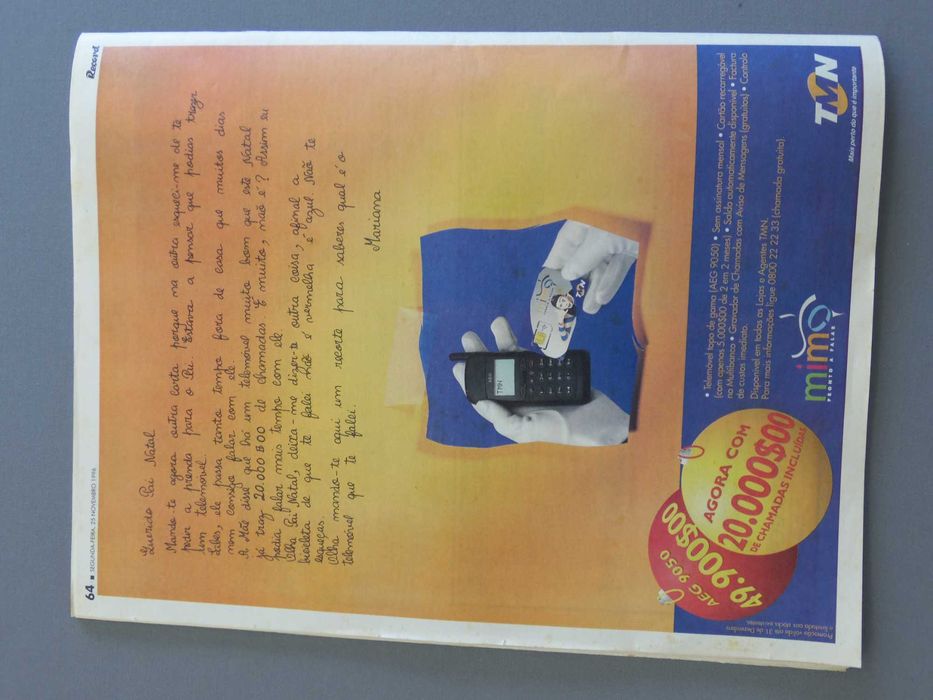 64 ■ SEGUNDA-FEIRA, 25 NOVEMBRO 1996
Record
Querido Pai Natal
Mando-te agora outra carta porque na outra esqueci-me de te
pedir a prenda para o Pai. Estava a pensar que podias trazer
um telemóvel.
Sabes, ele passa tanto tempo fora de casa que muitos dias
nem consigo falar com ele.
A Mãe disse que há um telemóvel muito bom que este Natal
já traz 20.000$00 de chamadas. É muito, não é? Assim eu
podia falar mais tempo com ele.
Olha Pai Natal, deixa-me dizer-te outra coisa, afinal a
bicicleta de que te falei não é vermelha é azul. Não te
esqueças.
Olha mando-te aqui um recorte para saberes qual é o
telemóvel que te falei.
Mariana
TMN
mimo
TMN
AEG 9050
49.900$00
AGORA COM
20.000$00
DE CHAMADAS INCLUÍDAS
Promoção válida até 31 de Dezembro
e limitada aos stocks existentes.
• Telemóvel topo de gama (AEG 9050) • Sem assinatura mensal • Cartão recarregável
(com apenas 5.000$00 de 2 em 2 meses) • Saldo automaticamente disponível • Factura
no Multibanco • Gravador de Chamadas com Aviso de Mensagens (gratuitos) • Controlo
de custos imediato.
Disponível em todas as Lojas e Agentes TMN.
Para mais informações ligue 0800 22 22 33 (chamada gratuita).
mimo
PRONTO A FALAR
TMN
Mais perto do que é importante